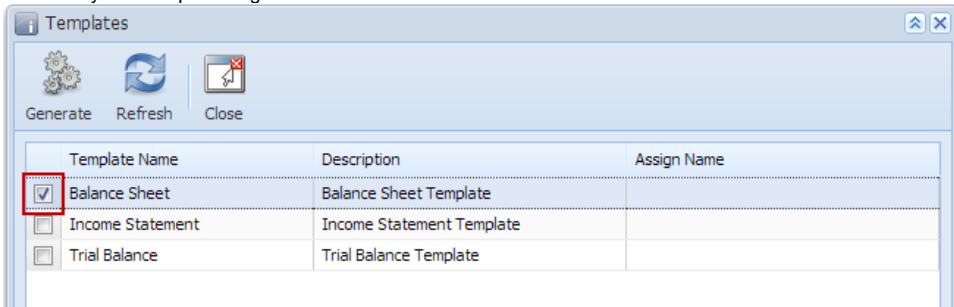 Templates
Generate Refresh Close
Template Name Description Assign Name
Balance Sheet Balance Sheet Template
Income Statement Income Statement Template
Trial Balance Trial Balance Template